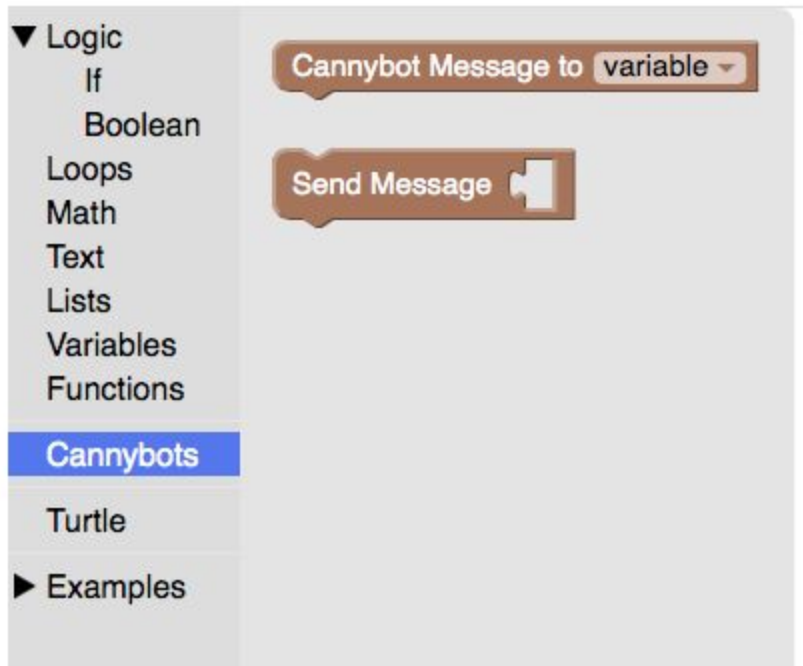 Logic
If
Boolean
Loops
Math
Text
Lists
Variables
Functions
Cannybots
Turtle
Examples
Cannybot Message to variable
Send Message